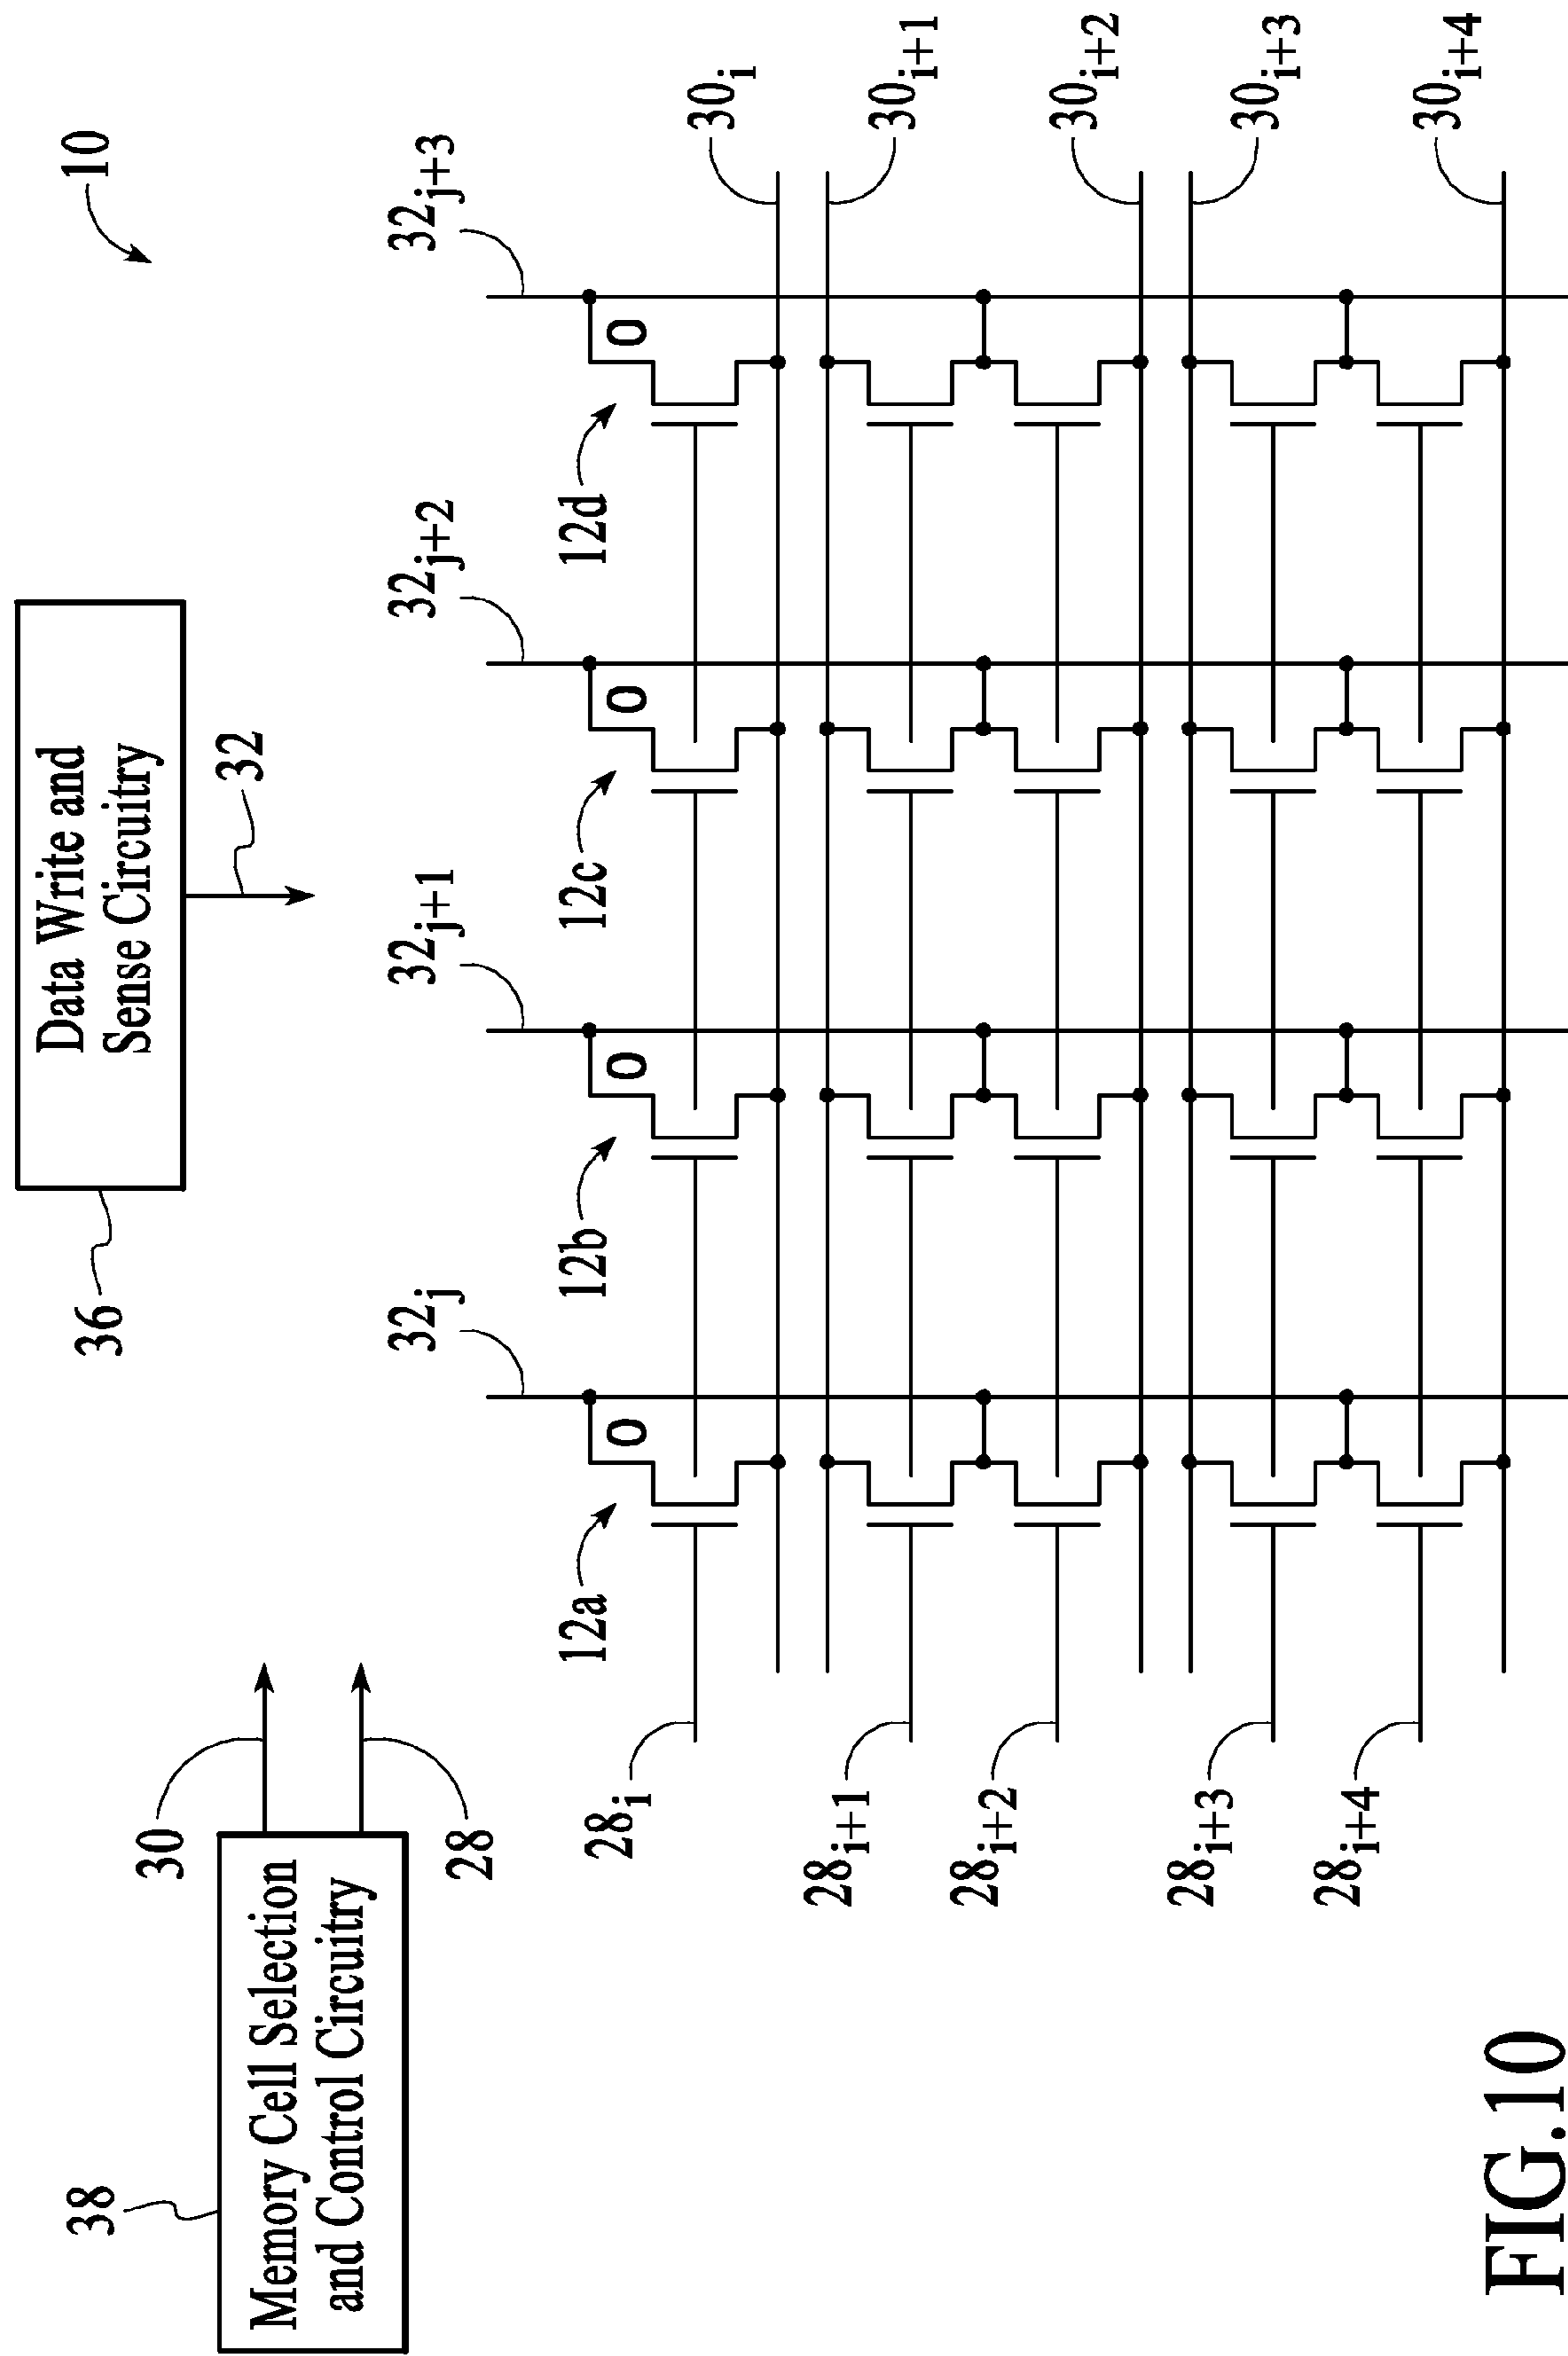 10
Data Write and
Sense Circuitry
36
32
38
Memory Cell Selection
and Control Circuitry
30
28
32j
32j+1
32j+2
32j+3
12a
12b
12c
12d
0
0
0
0
28i
28i+1
28i+2
28i+3
28i+4
30i
30i+1
30i+2
30i+3
30i+4
FIG.10